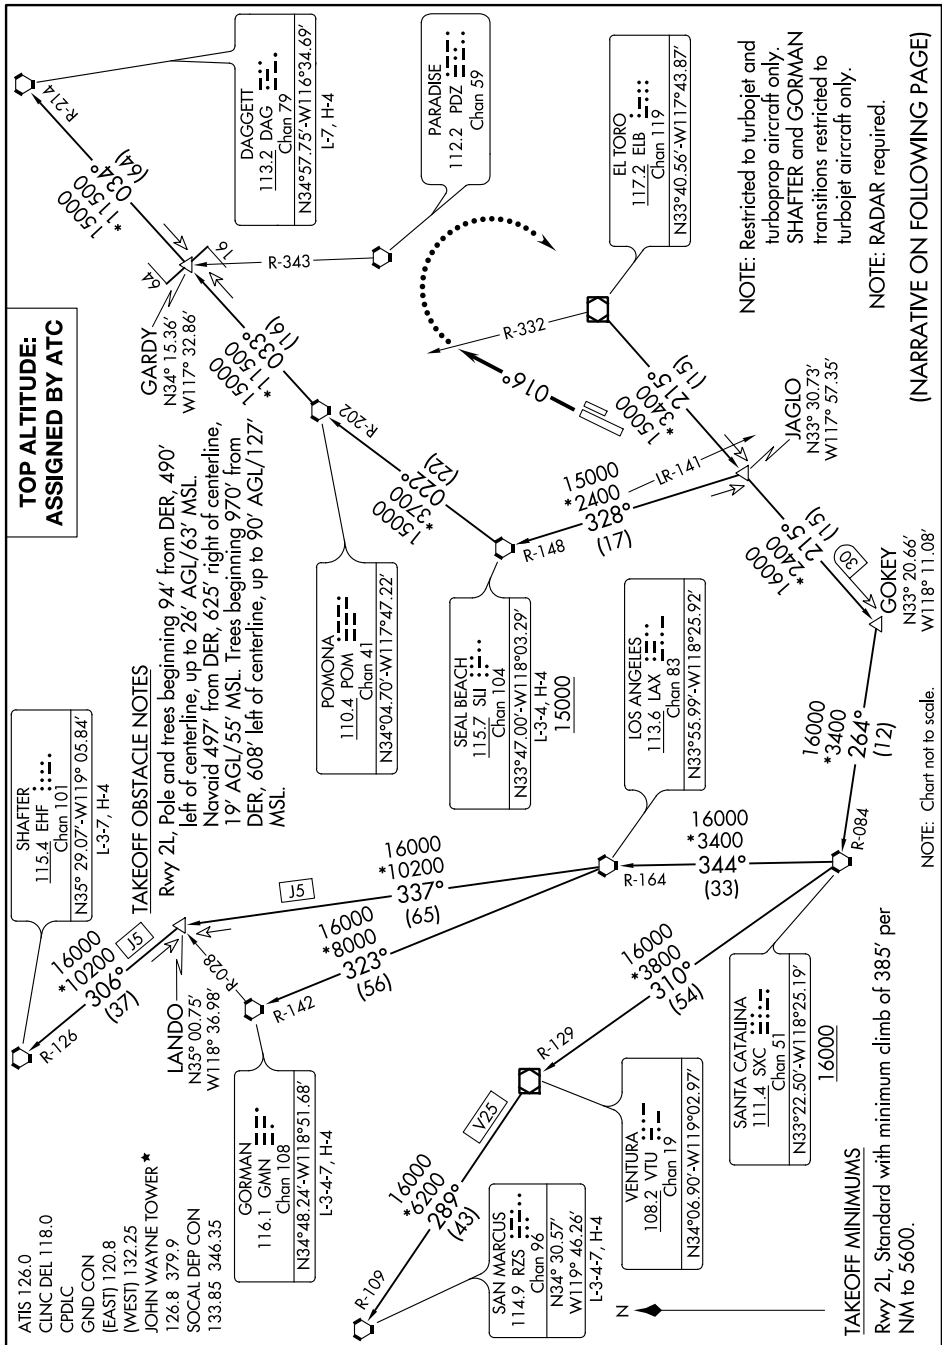 TOP ALTITUDE:
ASSIGNED BY ATC
ATIS 126.0
CLNC DEL 118.0
CPDLC
GND CON
(EAST) 120.8
(WEST) 132.25
JOHN WAYNE TOWER★
126.8 379.9
SOCAL DEP CON
133.85 346.35
SHAFTER
115.4 EHF
Chan 101
N35° 29.07'-W119° 05.84'
L-3-7, H-4
R-126
16000
*10200
306°
(37)
J5
LANDO
N35° 00.75'
W118° 36.98'
R-028
TAKEOFF OBSTACLE NOTES
Rwy 2L, Pole and trees beginning 94' from DER, 490'
left of centerline, up to 26' AGL/63' MSL.
Navaid 497' from DER, 625' right of centerline,
19' AGL/55' MSL. Trees beginning 970' from
DER, 608' left of centerline, up to 90' AGL/127'
MSL.
GARDY
N34° 15.36'
W117° 32.86'
64
16
15000
*11500
034°
(64)
R-214
DAGGETT
113.2 DAG
Chan 79
N34°57.75'-W116°34.69'
L-7, H-4
R-343
PARADISE
112.2 PDZ
Chan 59
15000
*11500
033°
(16)
R-202
POMONA
110.4 POM
Chan 41
N34°04.70'-W117°47.22'
15000
*3700
022°
(22)
GORMAN
116.1 GMN
Chan 108
N34°48.24'-W118°51.68'
L-3-4-7, H-4
R-142
16000
*8000
323°
(56)
J5
16000
*10200
337°
(65)
SEAL BEACH
115.7 SLI
Chan 104
N33°47.00'-W118°03.29'
L-3-4, H-4
15000
R-148
15000
*2400
328°
(17)
LR-141
016°
R-332
EL TORO
117.2 ELB
Chan 119
N33°40.56'-W117°43.87'
15000
*3400
215°
(15)
JAGLO
N33° 30.73'
W117° 57.35'
16000
*2400
215°
(15)
30
GOKEY
N33° 20.66'
W118° 11.08'
LOS ANGELES
113.6 LAX
Chan 83
N33°55.99'-W118°25.92'
R-164
16000
*3400
344°
(33)
16000
*3400
264°
(12)
R-084
16000
*3800
310°
(54)
R-129
VENTURA
108.2 VTU
Chan 19
N34°06.90'-W119°02.97'
V25
16000
*6200
289°
(43)
R-109
SAN MARCUS
114.9 RZS
Chan 96
N34° 30.57'
W119° 46.26'
L-3-4-7, H-4
SANTA CATALINA
111.4 SXC
Chan 51
N33°22.50'-W118°25.19'
16000
N
TAKEOFF MINIMUMS
Rwy 2L, Standard with minimum climb of 385' per
NM to 5600.
NOTE: Chart not to scale.
NOTE: Restricted to turbojet and
turboprop aircraft only.
SHAFTER and GORMAN
transitions restricted to
turbojet aircraft only.
NOTE: RADAR required.
(NARRATIVE ON FOLLOWING PAGE)